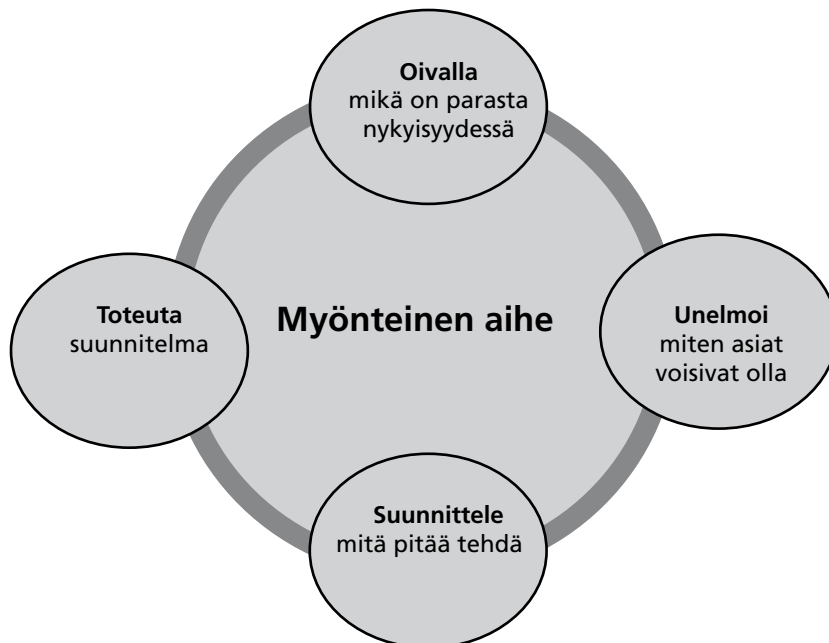 Oivalla
mikä on parasta
nykyisyydessä
Myönteinen aihe
Unelmoi
miten asiat
voisivat olla
Suunnittele
mitä pitää tehdä
Toteuta
suunnitelma